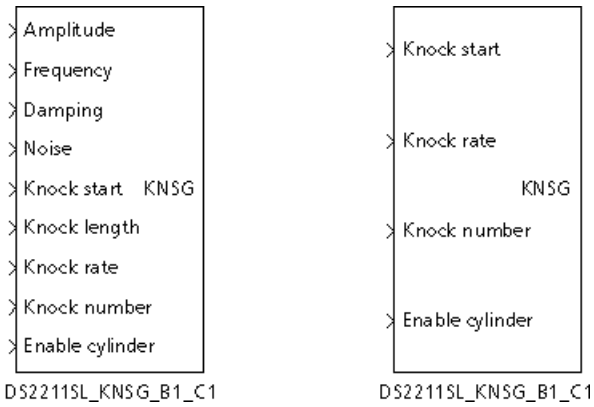 Amplitude
Frequency
Damping
Noise
Knock start KNSG
Knock length
Knock rate
Knock number
Enable cylinder
DS2211SL_KNSG_B1_C1
Knock start
Knock rate
KNSG
Knock number
Enable cylinder
DS2211SL_KNSG_B1_C1